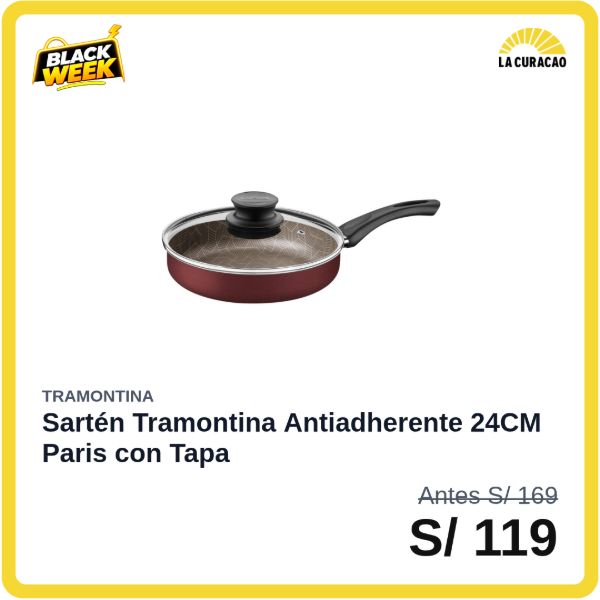 BLACK
WEEK
LA CURACAO
TRAMONTINA
Sartén Tramontina Antiadherente 24CM
Paris con Tapa
Antes S/ 169
S/ 119